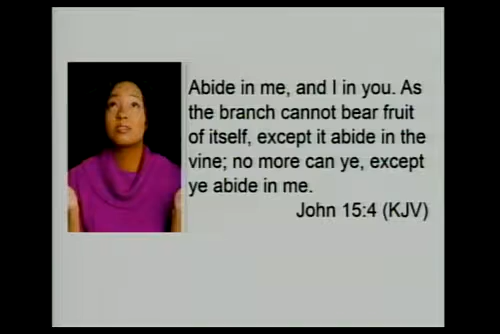 Abide in me, and I in you. As
the branch cannot bear fruit
of itself, except it abide in the
vine; no more can ye, except
ye abide in me.
John 15:4 (KJV)